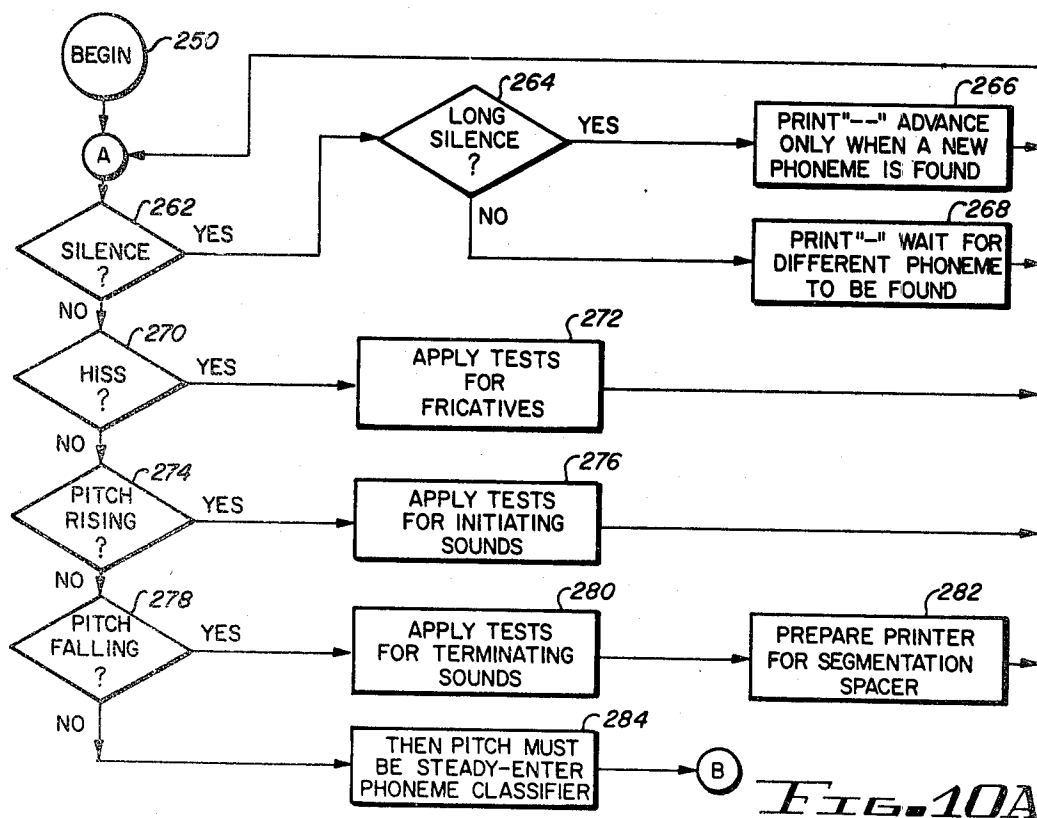 BEGIN
250
A
264
LONG
SILENCE
?
YES
NO
266
PRINT"--" ADVANCE
ONLY WHEN A NEW
PHONEME IS FOUND
262
SILENCE
?
YES
NO
268
PRINT"-" WAIT FOR
DIFFERENT PHONEME
TO BE FOUND
270
HISS
?
YES
NO
272
APPLY TESTS
FOR
FRICATIVES
274
PITCH
RISING
?
YES
NO
276
APPLY TESTS
FOR INITIATING
SOUNDS
278
PITCH
FALLING
?
YES
NO
280
APPLY TESTS
FOR TERMINATING
SOUNDS
282
PREPARE PRINTER
FOR SEGMENTATION
SPACER
284
THEN PITCH MUST
BE STEADY-ENTER
PHONEME CLASSIFIER
B
FIG. 10A